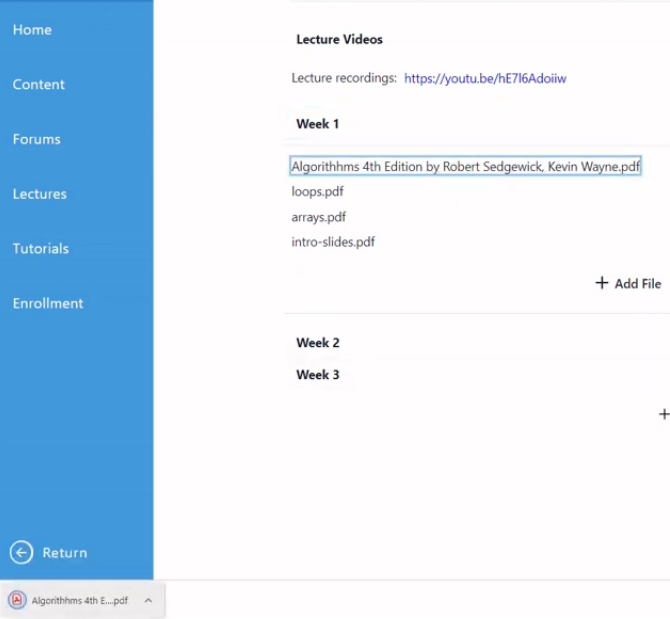 Home
Content
Forums
Lectures
Tutorials
Enrollment
Return
Lecture Videos
Lecture recordings: https://youtu.be/hE7l6Adoiiw
Week 1
Algorithhms 4th Edition by Robert Sedgewick, Kevin Wayne.pdf
loops.pdf
arrays.pdf
intro-slides.pdf
+ Add File
Week 2
Week 3
+
Algorithhms 4th E....pdf